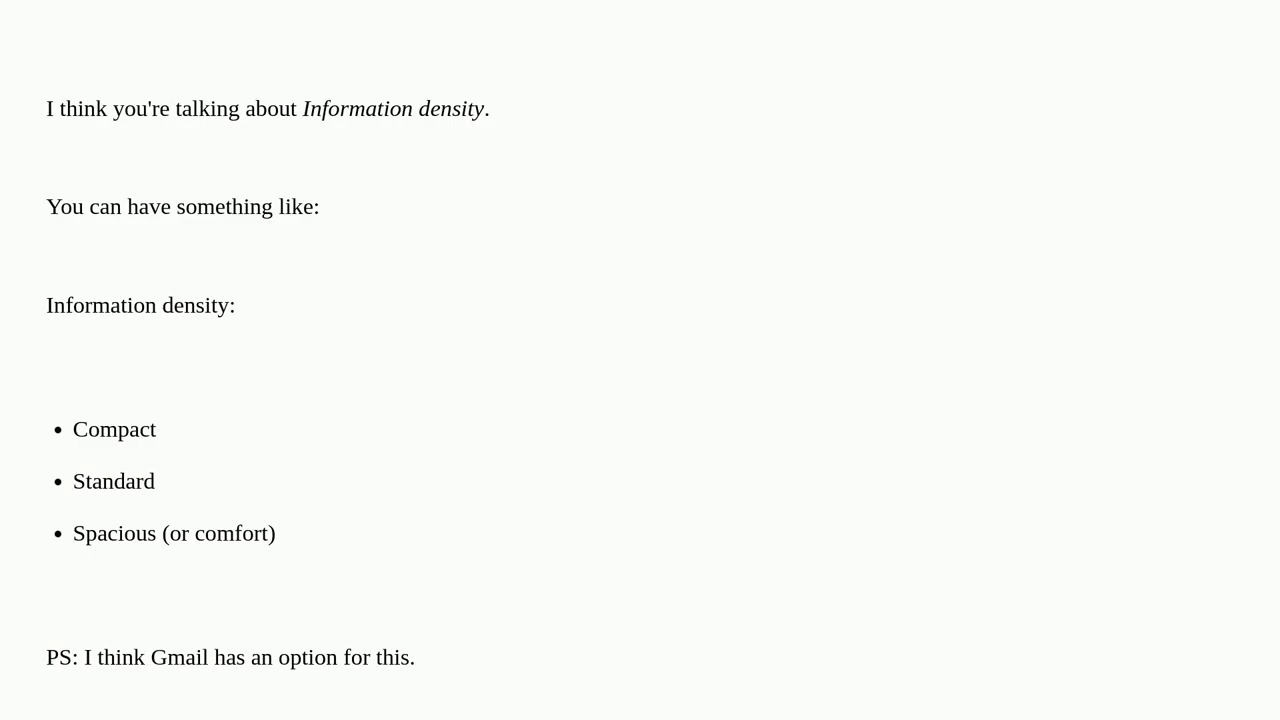 I think you're talking about Information density.
You can have something like:
Information density:
• Compact
• Standard
• Spacious (or comfort)
PS: I think Gmail has an option for this.